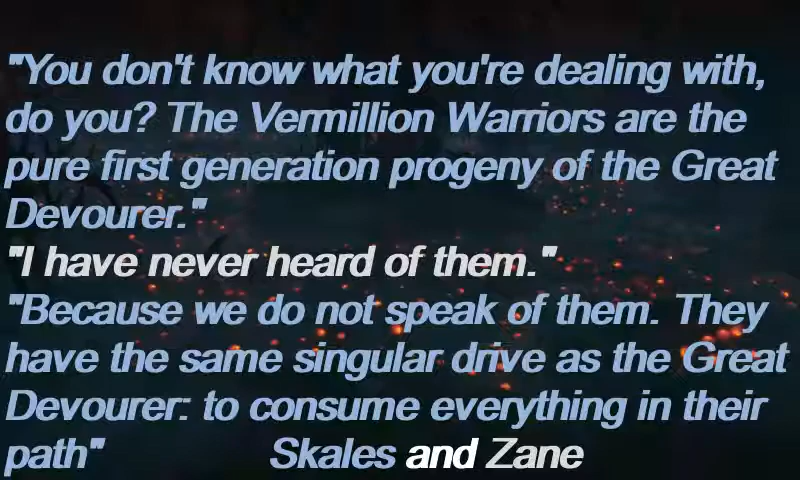 "You don't know what you're dealing with,
do you? The Vermillion Warriors are the
pure first generation progeny of the Great
Devourer."
"I have never heard of them."
"Because we do not speak of them. They
have the same singular drive as the Great
Devourer: to consume everything in their
path" Skales and Zane